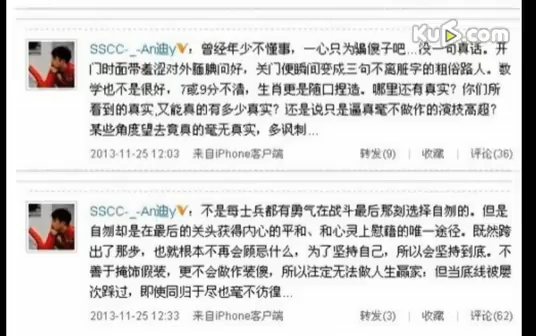 Ku6.com
SSCC-_-An迪y：曾经年少不懂事，一心只为骗傻子吧...没一句真话。开
门时面带羞涩对外腼腆问好，关门便瞬间变成三句不离脏字的粗俗路人。数
学也不是很好，7或9分不清，生肖更是随口捏造。哪里还有真实？你们所
看到的真实，又能真的有多少真实？还是说只是逼真毫不做作的演技高超？
某些角度望去竟真的毫无真实，多讽刺...
2013-11-25 12:03 来自iPhone客户端 转发(9) 收藏 评论(36)
SSCC-_-An迪y：不是每士兵都有勇气在战斗最后那刻选择自刎的。但是
自刎却是在最后的关头获得内心的平和、和心灵上慰藉的唯一途径。既然跨
出了那步，也就根本不再会顾忌什么，为了坚持自己，所以会坚持到底。不
善于掩饰假装，更不会做作装傻，所以注定无法做人生赢家，但当底线被屡
次踩过，即使同归于尽也毫不彷徨...
2013-11-25 12:33 来自iPhone客户端 转发(3) 收藏 评论(62)